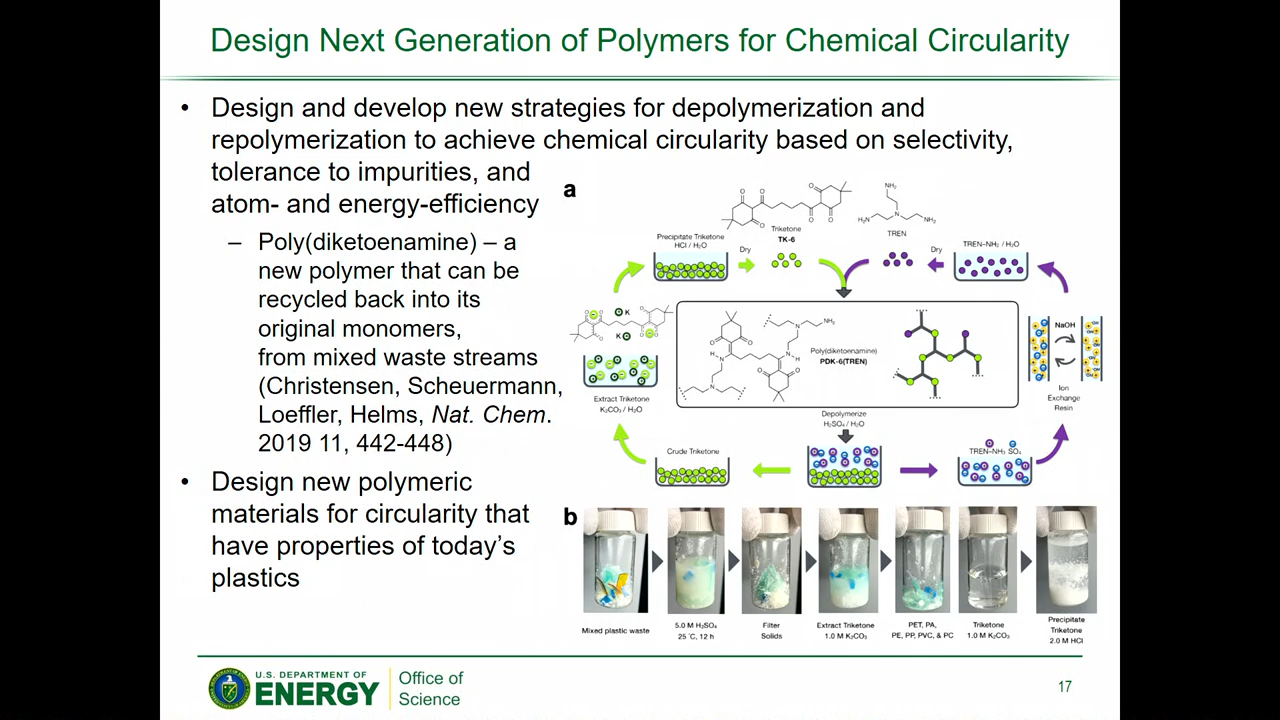 Design Next Generation of Polymers for Chemical Circularity
• Design and develop new strategies for depolymerization and
repolymerization to achieve chemical circularity based on selectivity,
tolerance to impurities, and
atom- and energy-efficiency
– Poly(diketoenamine) – a
new polymer that can be
recycled back into its
original monomers,
from mixed waste streams
(Christensen, Scheuermann,
Loeffler, Helms, Nat. Chem.
2019 11, 442-448)
• Design new polymeric
materials for circularity that
have properties of today's
plastics
a
Triketone
TK-6
NH₂
H₂N
NH₂
TREN
Precipitate Triketone
HCl / H₂O
Dry
Dry
TREN–NH₂ / H₂O
K
K
Extract Triketone
K₂CO₃ / H₂O
NH₂
Poly(diketoenamine)
PDK-6(TREN)
NaOH
Ion
Exchange
Resin
Depolymerize
H₂SO₄ / H₂O
Crude Triketone
TREN–NH₃ SO₄
b
Mixed plastic waste
5.0 M H₂SO₄
25 °C, 12 h
Filter
Solids
Extract Triketone
1.0 M K₂CO₃
PET, PA,
PE, PP, PVC, & PC
Triketone
1.0 M K₂CO₃
Precipitate
Triketone
2.0 M HCl
U.S. DEPARTMENT OF
ENERGY
Office of
Science
17